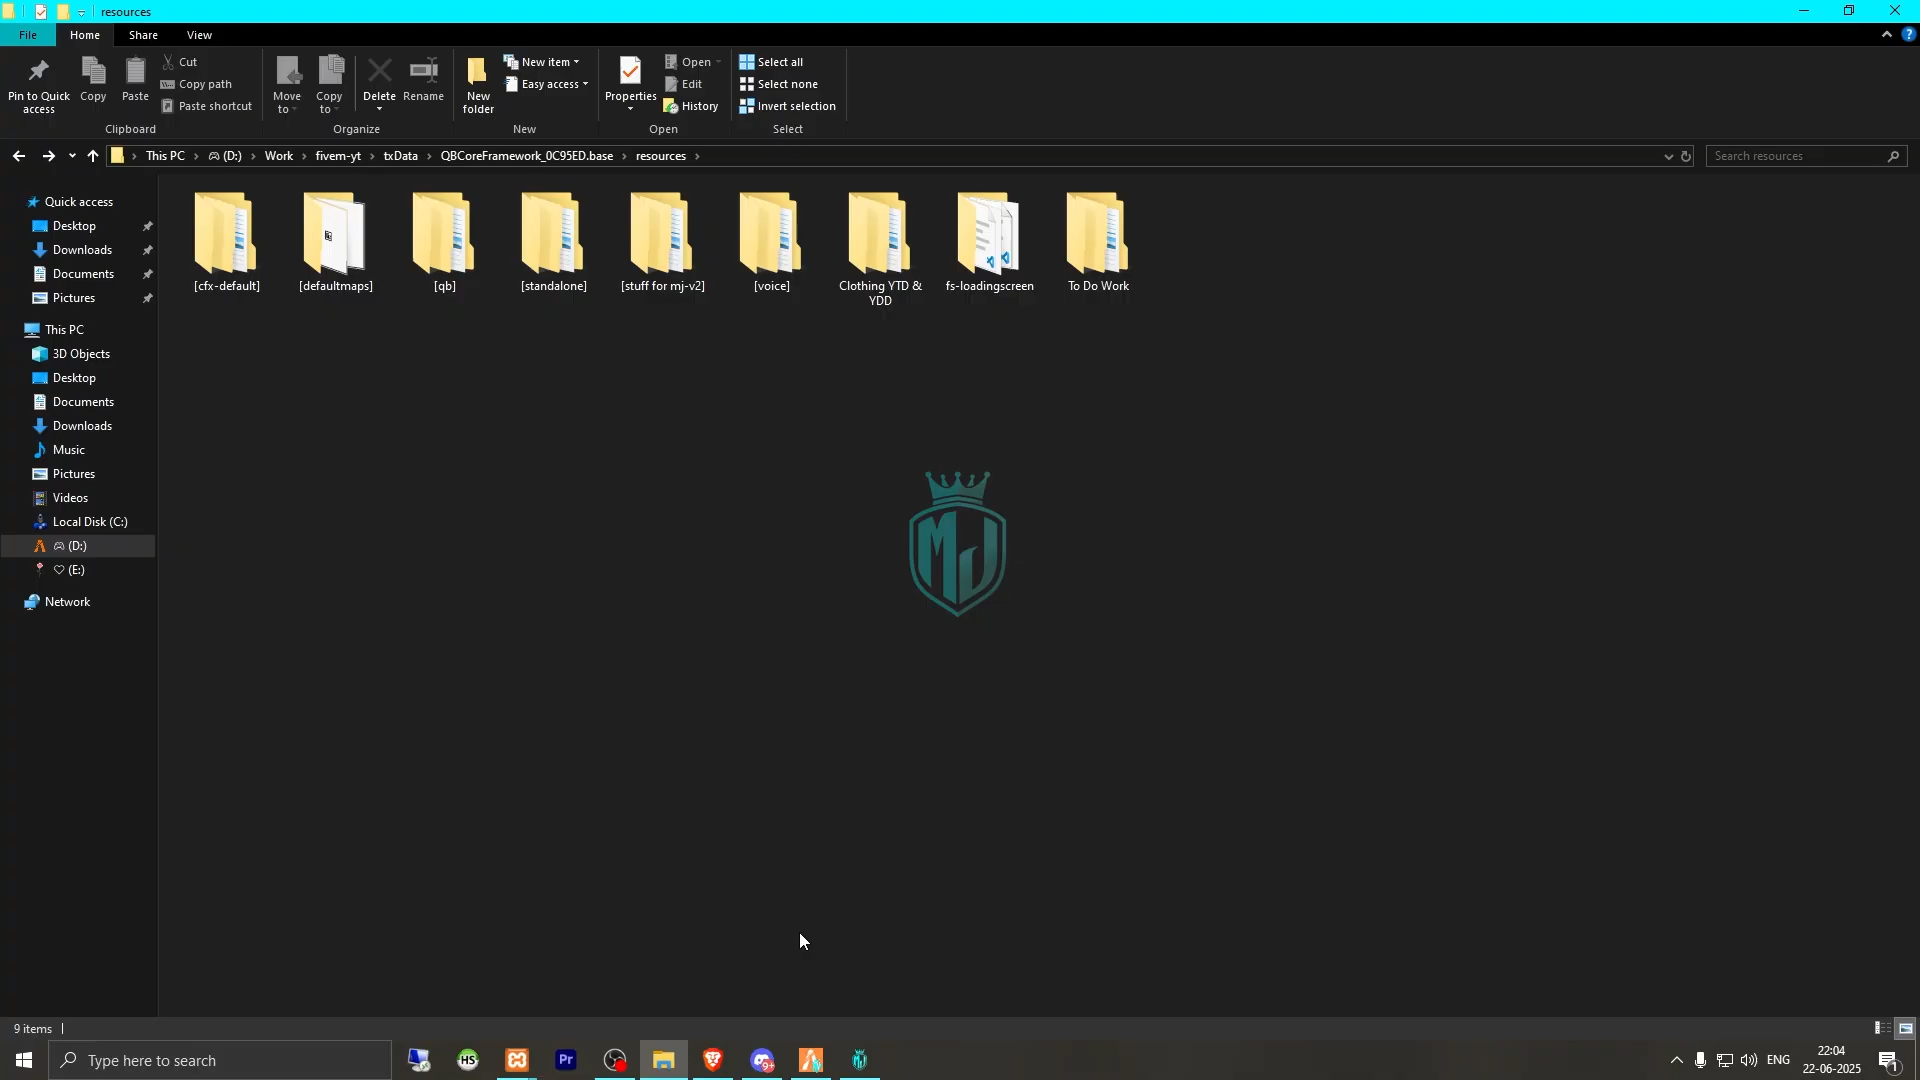 resources
File
Home
Share
View
Pin to Quick
access
Copy
Paste
Cut
Copy path
Paste shortcut
Clipboard
Move
to
Copy
to
Delete
Rename
Organize
New
folder
New item
Easy access
New
Properties
Open
Edit
History
Open
Select all
Select none
Invert selection
Select
This PC
(D:)
Work
fivem-yt
txData
QBCoreFramework_0C95ED.base
resources
Search resources
Quick access
Desktop
Downloads
Documents
Pictures
This PC
3D Objects
Desktop
Documents
Downloads
Music
Pictures
Videos
Local Disk (C:)
(D:)
(E:)
Network
[cfx-default]
[defaultmaps]
[qb]
[standalone]
[stuff for mj-v2]
[voice]
Clothing YTD &
YDD
fs-loadingscreen
To Do Work
MJ
9 items
Type here to search
HS
Pr
9+
ENG
22:04
22-06-2025
1